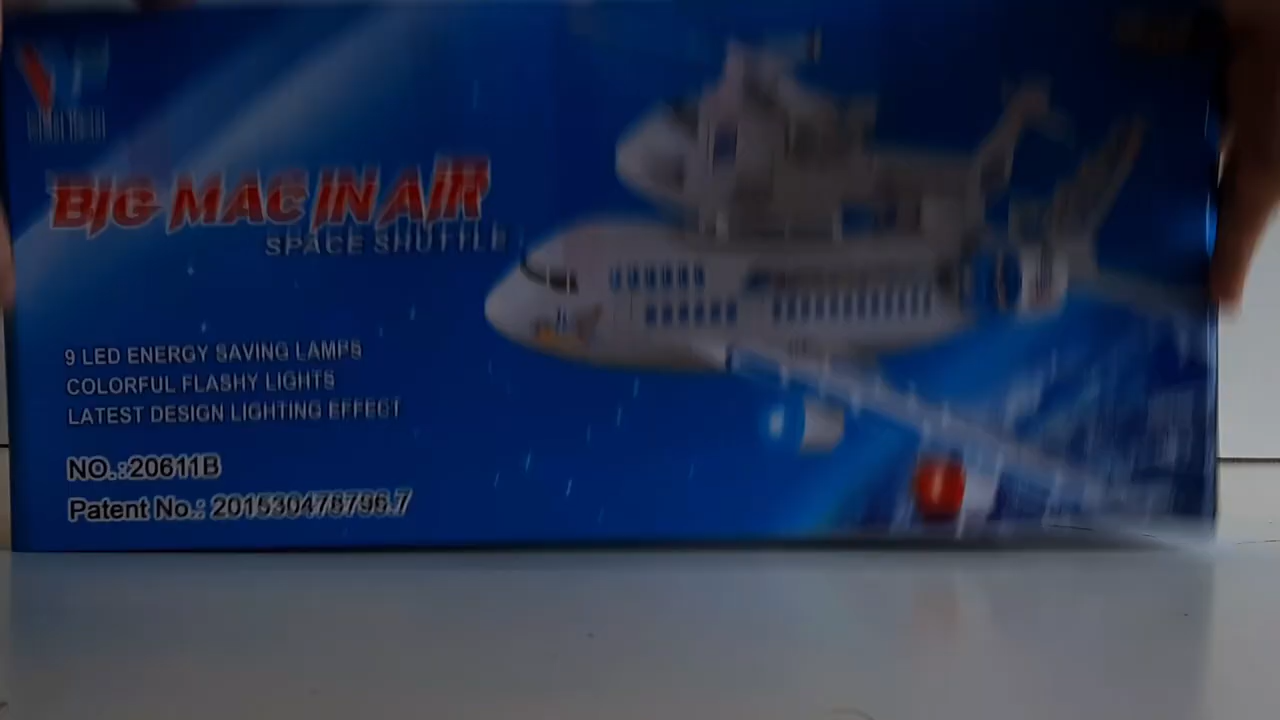 BIG MAC IN AIR
SPACE SHUTTLE
9 LED ENERGY SAVING LAMPS
COLORFUL FLASHY LIGHTS
LATEST DESIGN LIGHTING EFFECT
NO.:20611B
Patent No.: